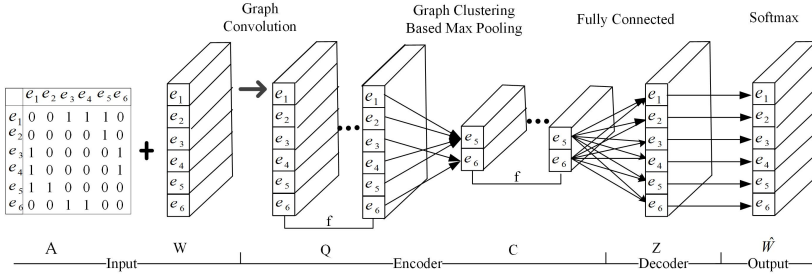 Graph
Convolution
Graph Clustering
Based Max Pooling
Fully Connected
Softmax
e1 e2 e3 e4 e5 e6
e1 0 0 1 1 1 0
e2 0 0 0 0 1 0
e3 1 0 0 0 0 1
e4 1 0 0 0 0 1
e5 1 1 0 0 0 0
e6 0 0 1 1 0 0
+
e1
e2
e3
e4
e5
e6
e1
e2
e3
e4
e5
e6
f
•••
e1
e2
e3
e4
e5
e6
e5
e6
f
•••
e5
e6
e1
e2
e3
e4
e5
e6
e1
e2
e3
e4
e5
e6
A W Q C Z Ŵ
Input Encoder Decoder Output